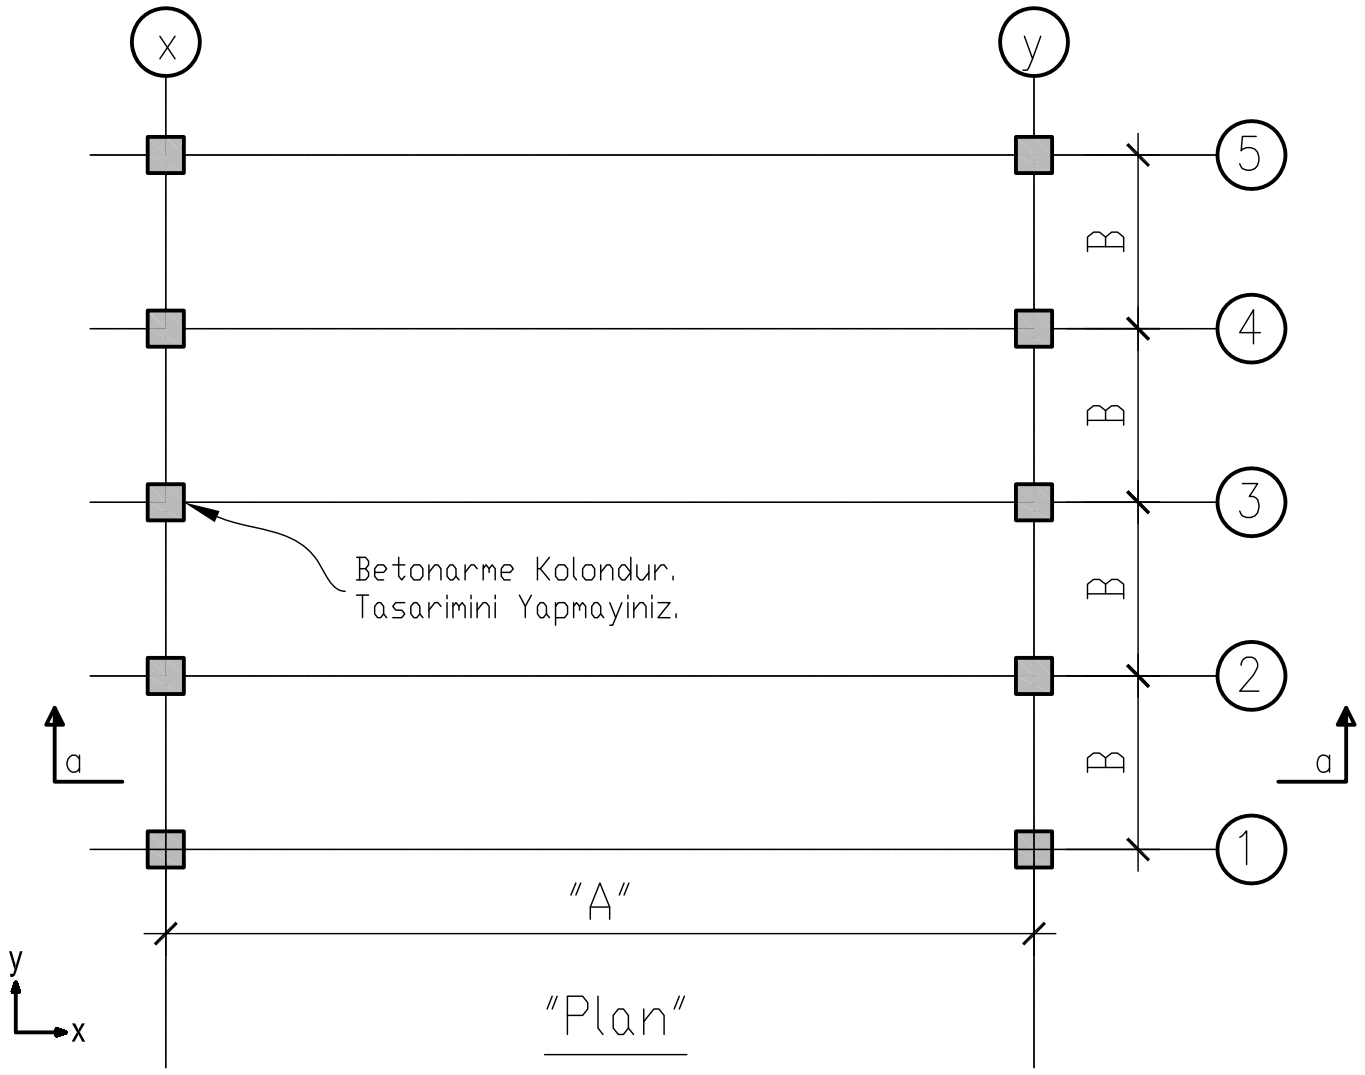 x
y
5
B
4
B
3
Betonarme Kolondur.
Tasarimini Yapmayiniz.
B
2
a
B
a
1
"A"
y
x
"Plan"